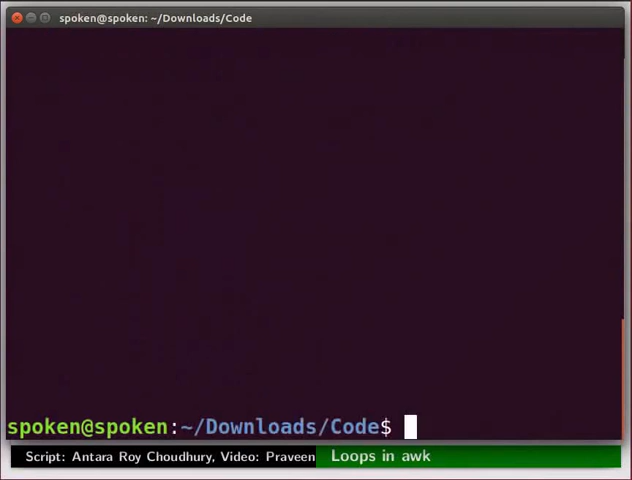 spoken@spoken: ~/Downloads/Code
spoken@spoken:~/Downloads/Code$
Script: Antara Roy Choudhury, Video: Praveen
Loops in awk